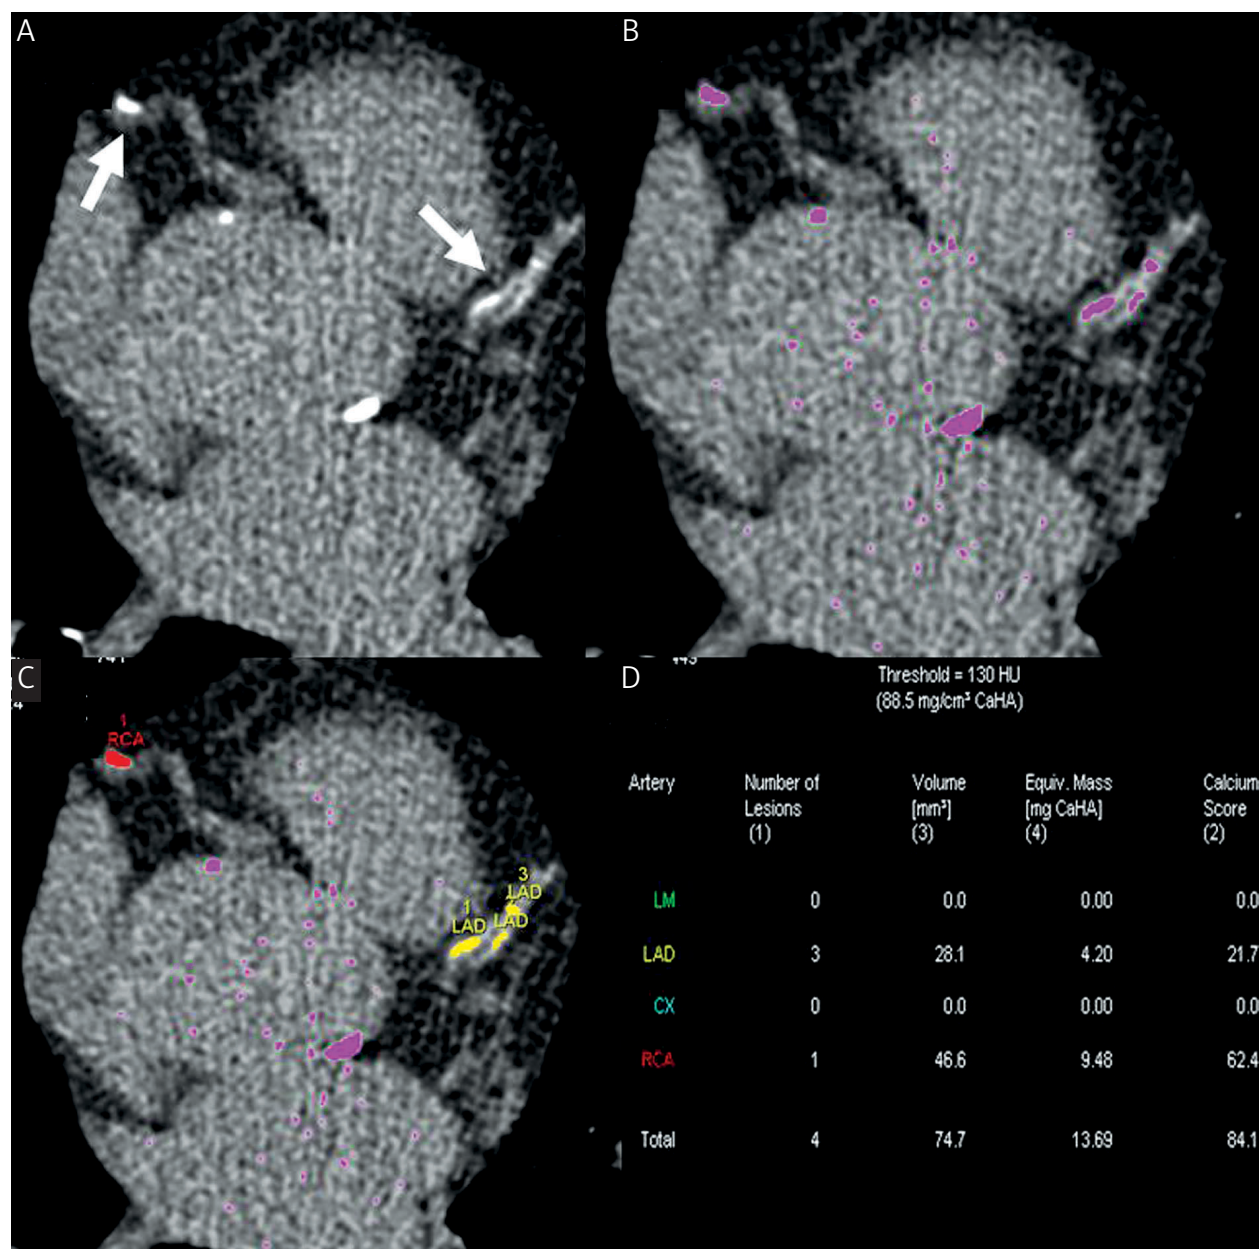 A
B
C
4
1
RCA
3
LAD
1
LAD
LAD
D
Threshold = 130 HU
(88.5 mg/cm³ CaHA)
Artery Number of Lesions (1) Volume [mm³] (3) Equiv. Mass [mg CaHA] (4) Calcium Score (2)
LM 0 0.0 0.00 0.0
LAD 3 28.1 4.20 21.7
CX 0 0.0 0.00 0.0
RCA 1 46.6 9.48 62.4
Total 4 74.7 13.69 84.1